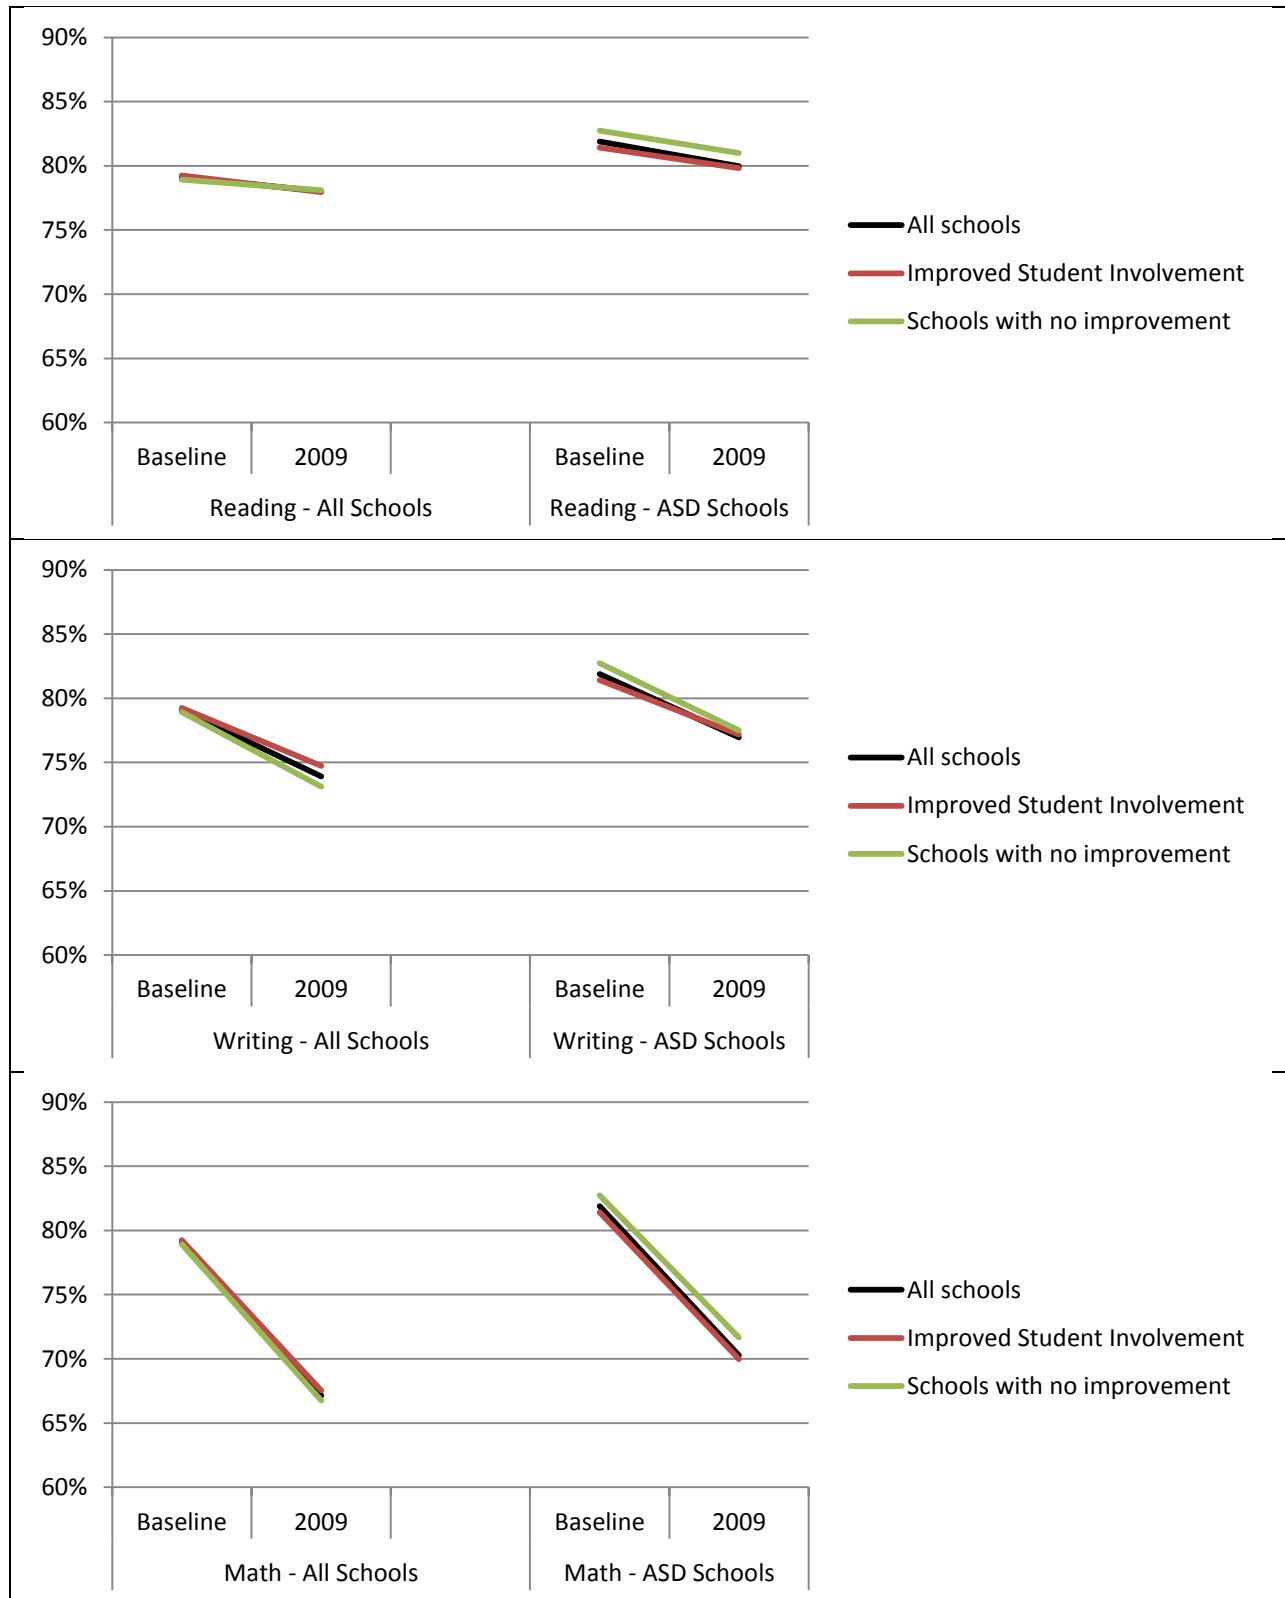 90%
85%
80%
75%
70%
65%
60%
Baseline 2009 Baseline 2009
Reading - All Schools Reading - ASD Schools
All schools
Improved Student Involvement
Schools with no improvement
90%
85%
80%
75%
70%
65%
60%
Baseline 2009 Baseline 2009
Writing - All Schools Writing - ASD Schools
All schools
Improved Student Involvement
Schools with no improvement
90%
85%
80%
75%
70%
65%
60%
Baseline 2009 Baseline 2009
Math - All Schools Math - ASD Schools
All schools
Improved Student Involvement
Schools with no improvement